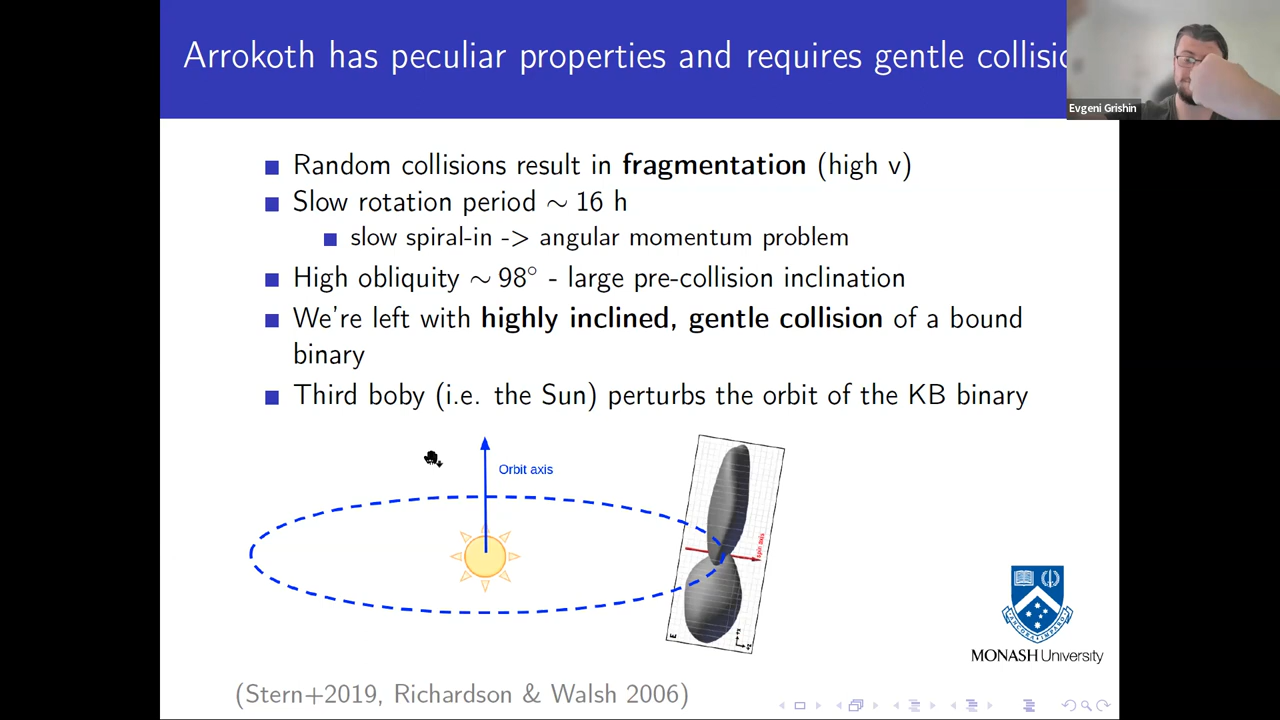 Arrokoth has peculiar properties and requires gentle collisio
Evgeni Grishin
Random collisions result in fragmentation (high v)
Slow rotation period ∼ 16 h
slow spiral-in -> angular momentum problem
High obliquity ∼ 98° - large pre-collision inclination
We're left with highly inclined, gentle collision of a bound
binary
Third boby (i.e. the Sun) perturbs the orbit of the KB binary
Orbit axis
spin axis
E
MONASH University
(Stern+2019, Richardson & Walsh 2006)